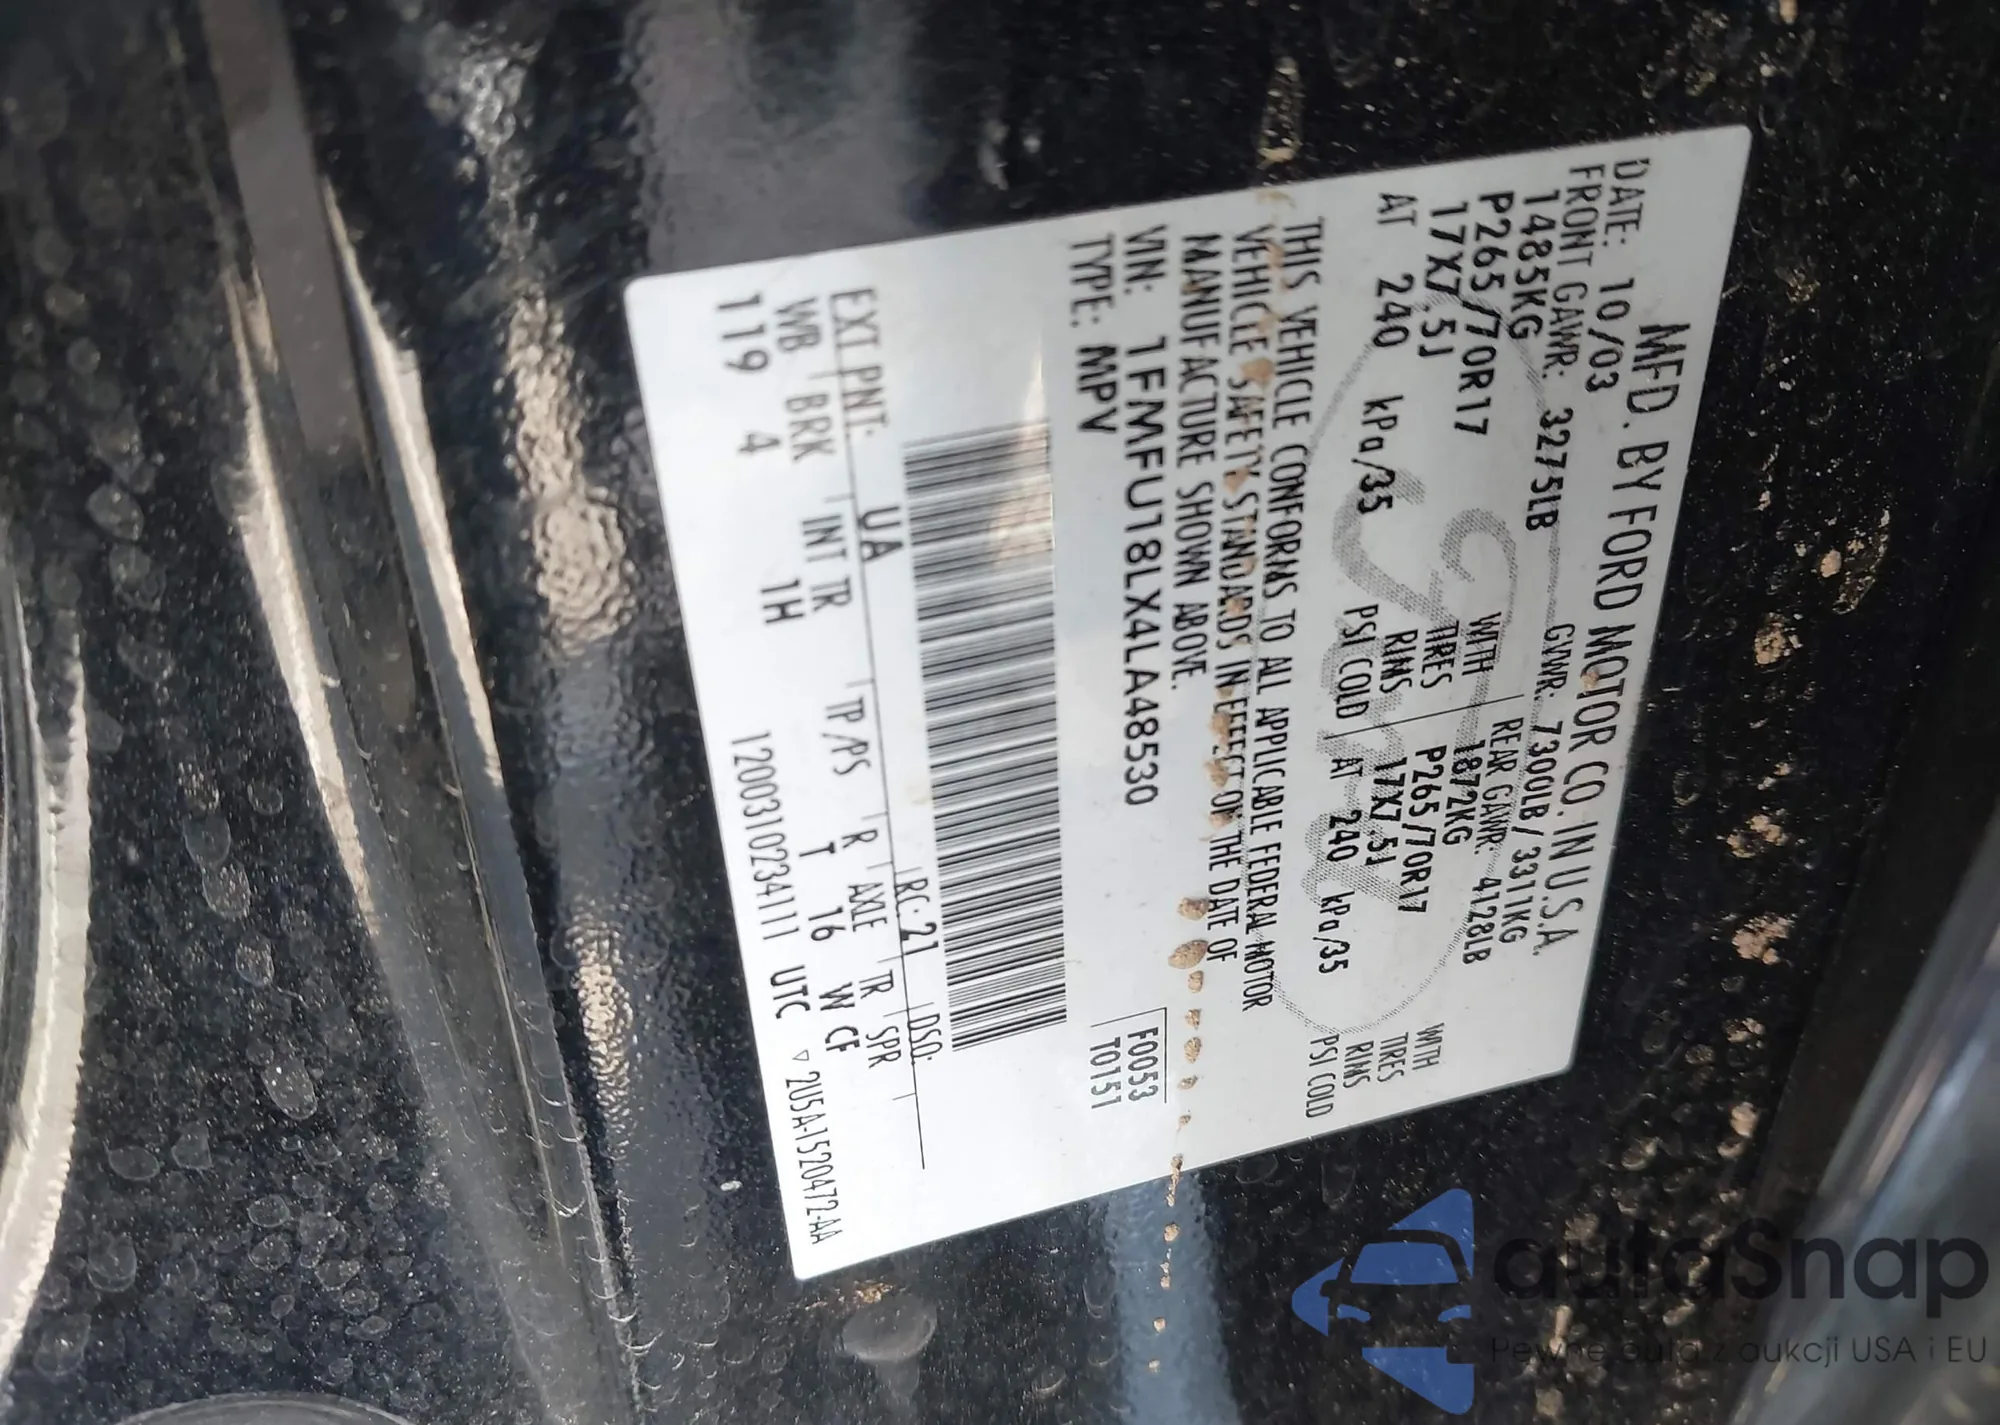 MFD. BY FORD MOTOR CO. IN U.S.A.
DATE: 10/03 GVWR: 7300LB/ 3311KG
FRONT GAWR: 3275LB REAR GAWR: 4128LB
1485KG WITH 1872KG WITH
P265/70R17 TIRES P265/70R17 TIRES
17X7.5J RIMS 17X7.5J RIMS
AT 240 kPa/35 PSI COLD AT 240 kPa/35 PSI COLD
THIS VEHICLE CONFORMS TO ALL APPLICABLE FEDERAL MOTOR
VEHICLE SAFETY STANDARDS IN EFFECT ON THE DATE OF
MANUFACTURE SHOWN ABOVE.
VIN: 1FMFU18LX4LA48530 F0053
TYPE: MPV T0151
EXT PNT: UA RC: 21 DSO:
WB BRK INT TR TP/PS R AXLE TR SPR
119 4 1H T 16 W CF
1200310234111 UTC ▽ 2U5A-1520472-AA
autaSnap
Pewne auta z aukcji USA i EU